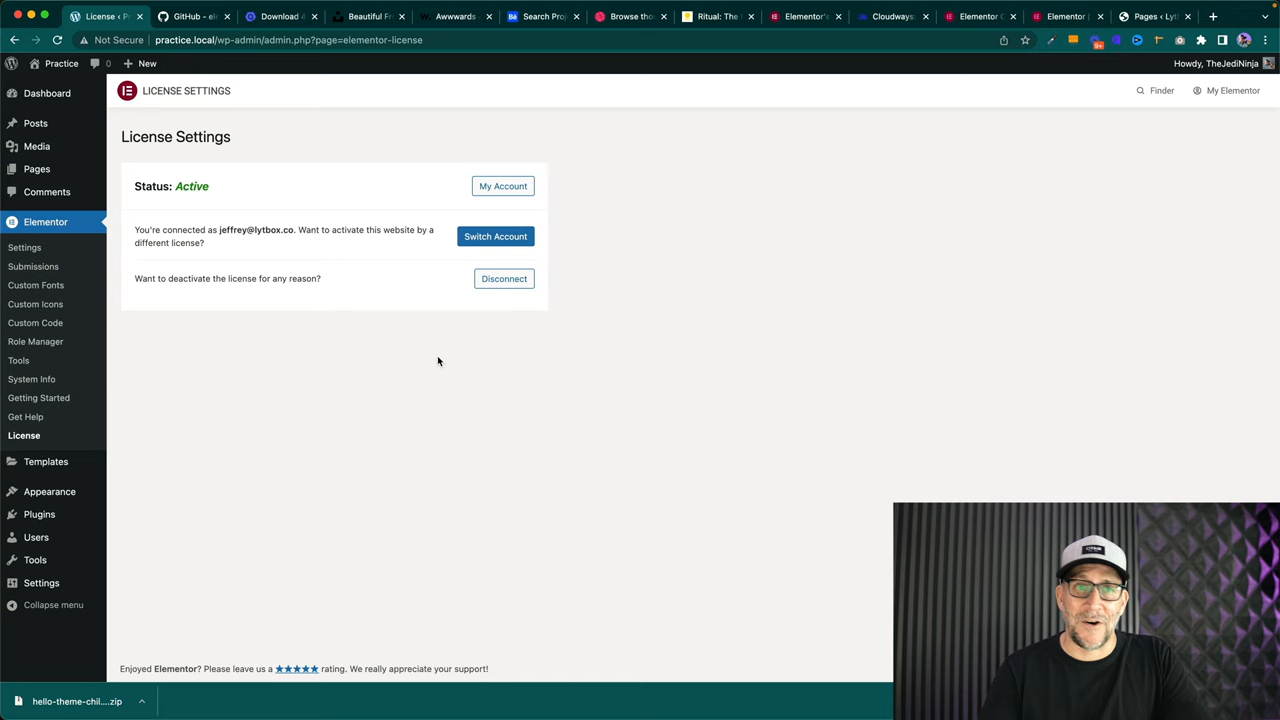 License ‹ P
GitHub - ele
Download 4
Beautiful Fr
Awwwards
Search Proj
Browse thou
Ritual: The
Elementor's
Cloudways:
Elementor C
Elementor |
Pages ‹ Lyt
Not Secure
practice.local/wp-admin/admin.php?page=elementor-license
9+
Practice
0
New
Howdy, TheJediNinja
Dashboard
Posts
Media
Pages
Comments
Elementor
Settings
Submissions
Custom Fonts
Custom Icons
Custom Code
Role Manager
Tools
System Info
Getting Started
Get Help
License
Templates
Appearance
Plugins
Users
Tools
Settings
Collapse menu
LICENSE SETTINGS
Finder
My Elementor
License Settings
Status: Active
My Account
You're connected as jeffrey@lytbox.co. Want to activate this website by a
different license?
Switch Account
Want to deactivate the license for any reason?
Disconnect
Enjoyed Elementor? Please leave us a ★★★★★ rating. We really appreciate your support!
hello-theme-chil....zip